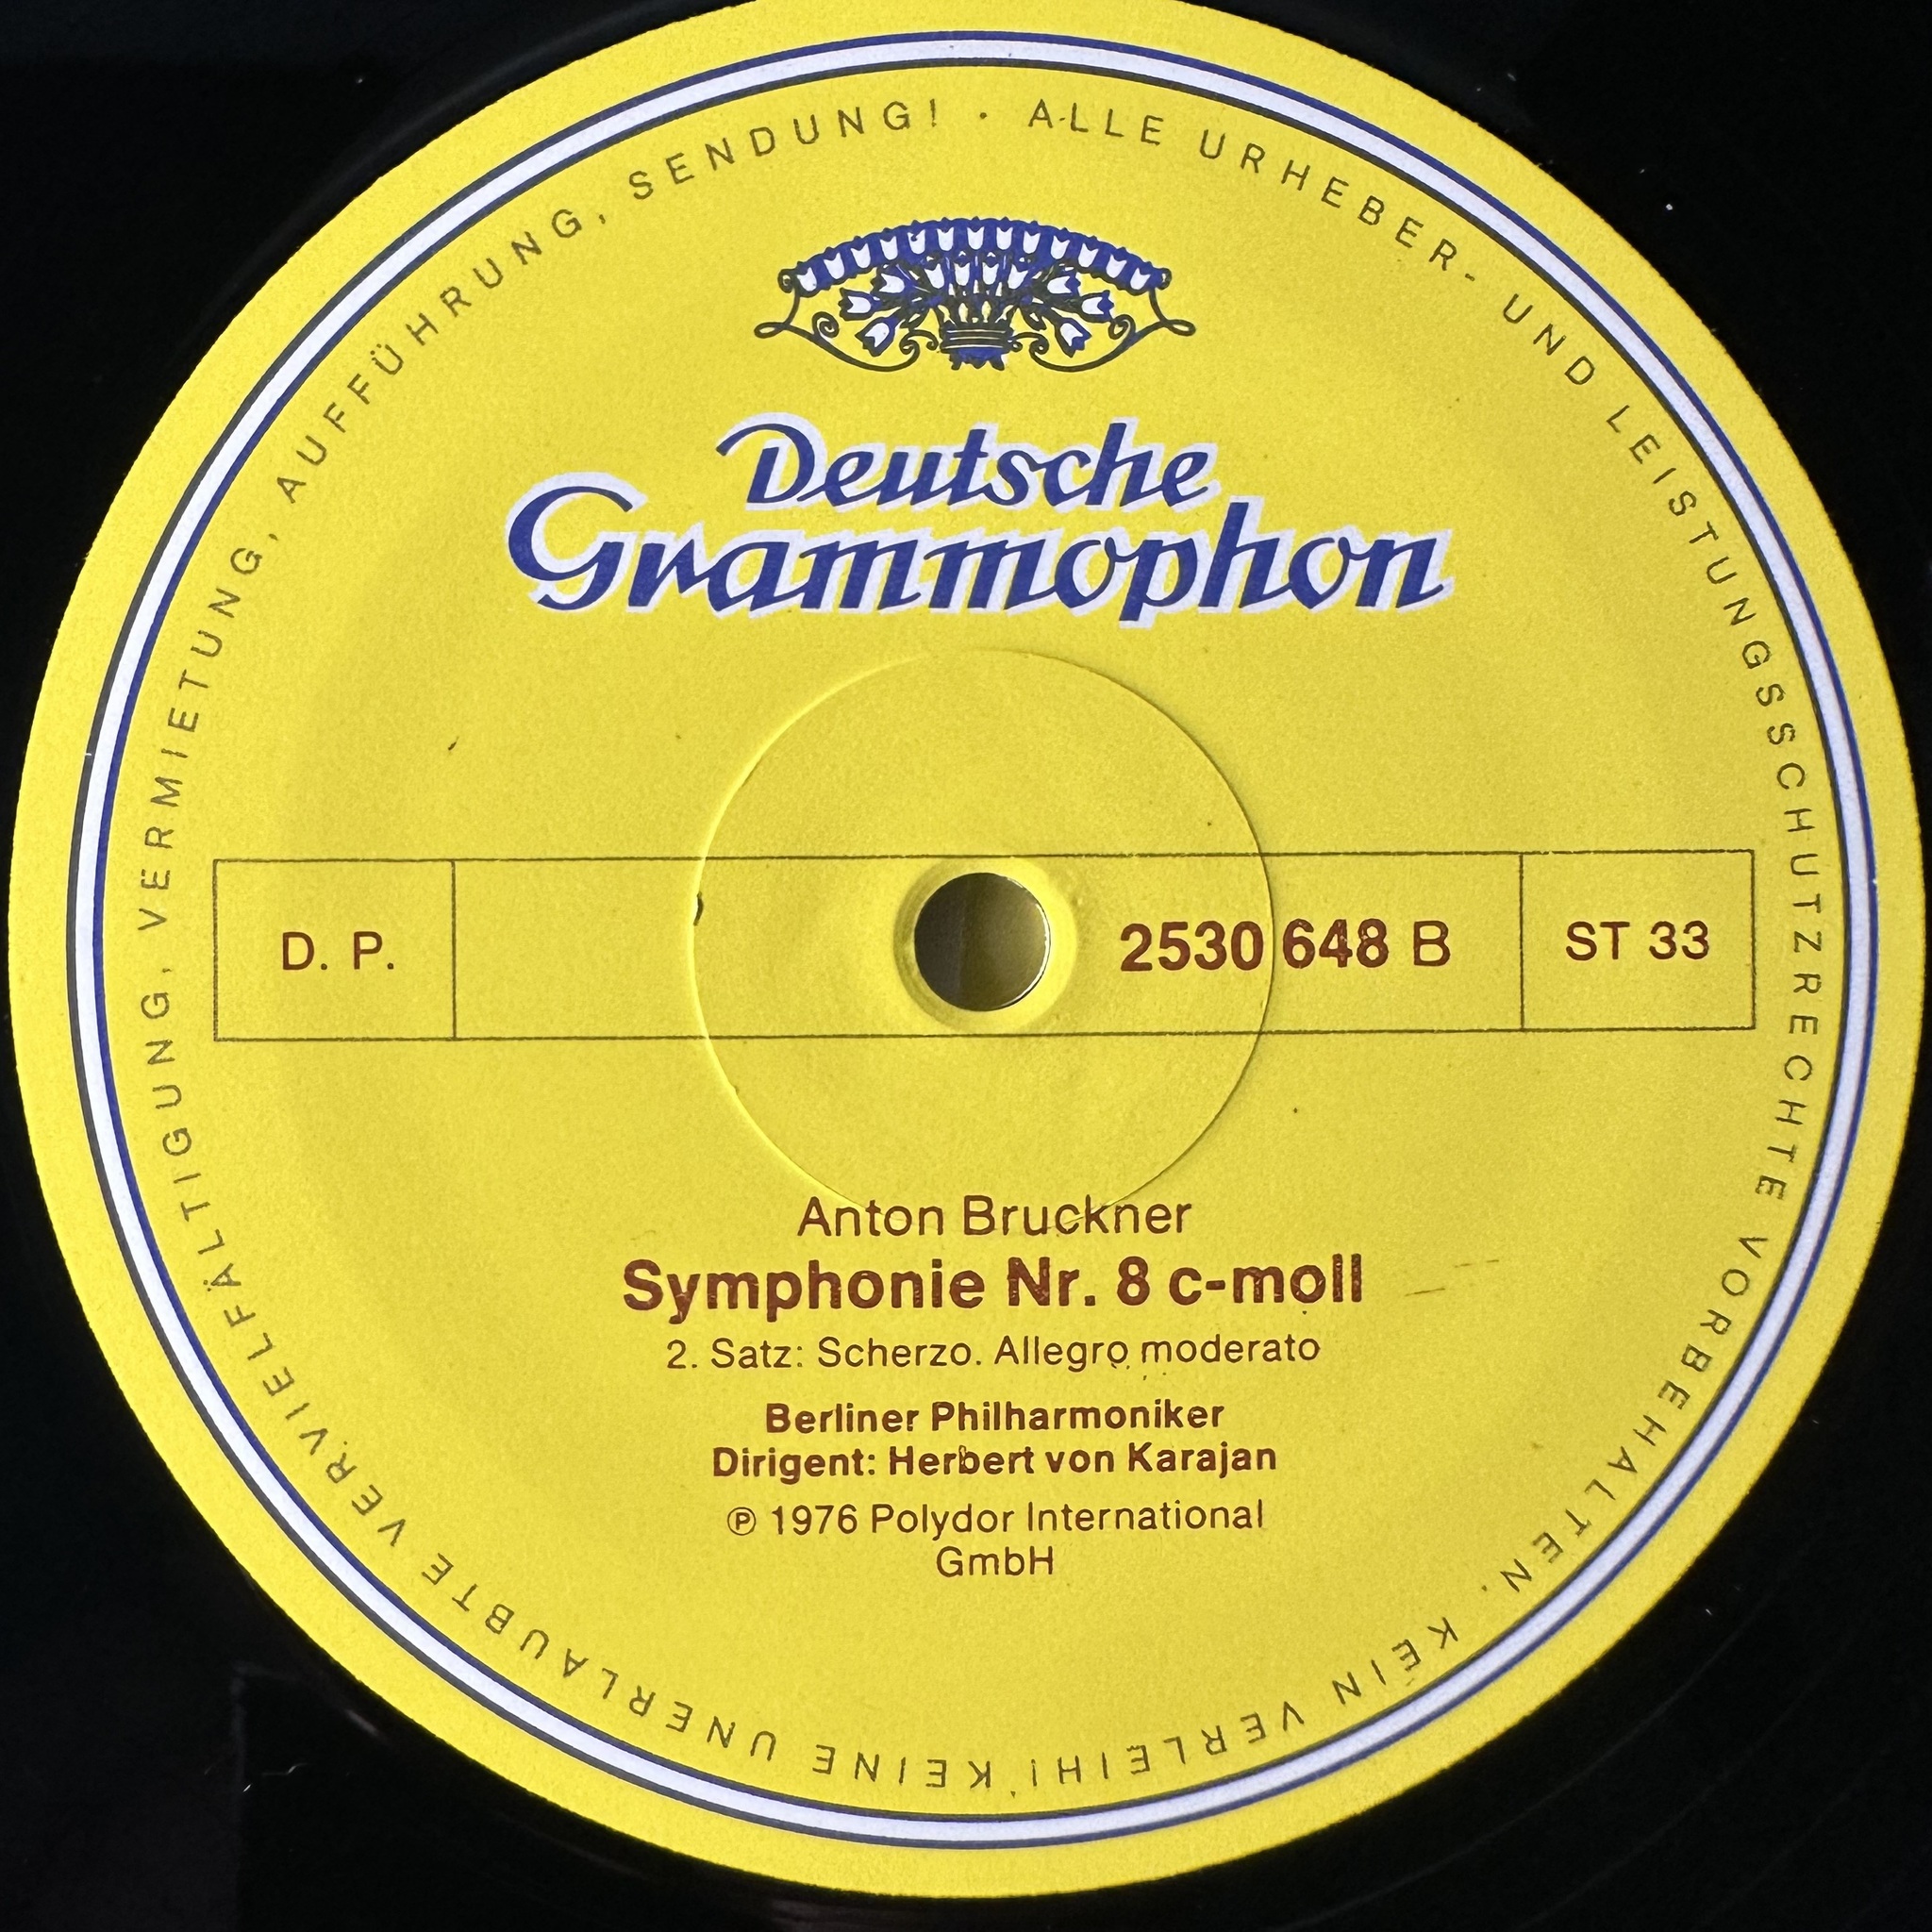 ALLE URHEBER- UND LEISTUNGSSCHUTZRECHTE VORBEHALTEN. KEIN VERLEIH! KEINE UNERLAUBTE VERVIELFÄLTIGUNG, VERMIETUNG, AUFFÜHRUNG, SENDUNG! ·
Deutsche
Grammophon
D. P. 2530 648 B ST 33
Anton Bruckner
Symphonie Nr. 8 c-moll
2. Satz: Scherzo. Allegro moderato
Berliner Philharmoniker
Dirigent: Herbert von Karajan
℗ 1976 Polydor International
GmbH